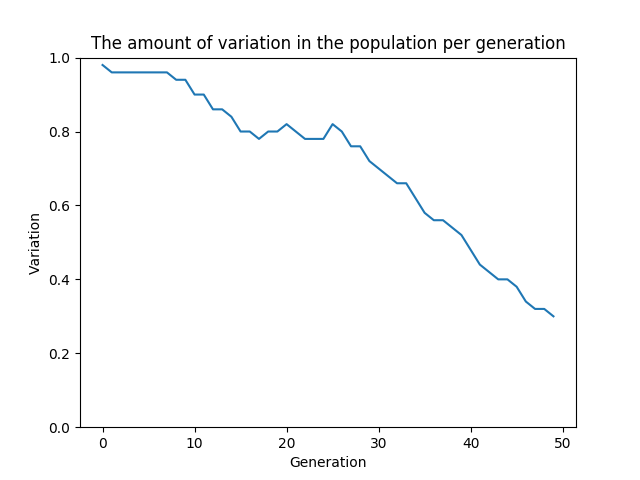 The amount of variation in the population per generation
1.0
0.8
0.6
0.4
0.2
0.0
Variation
0 10 20 30 40 50
Generation